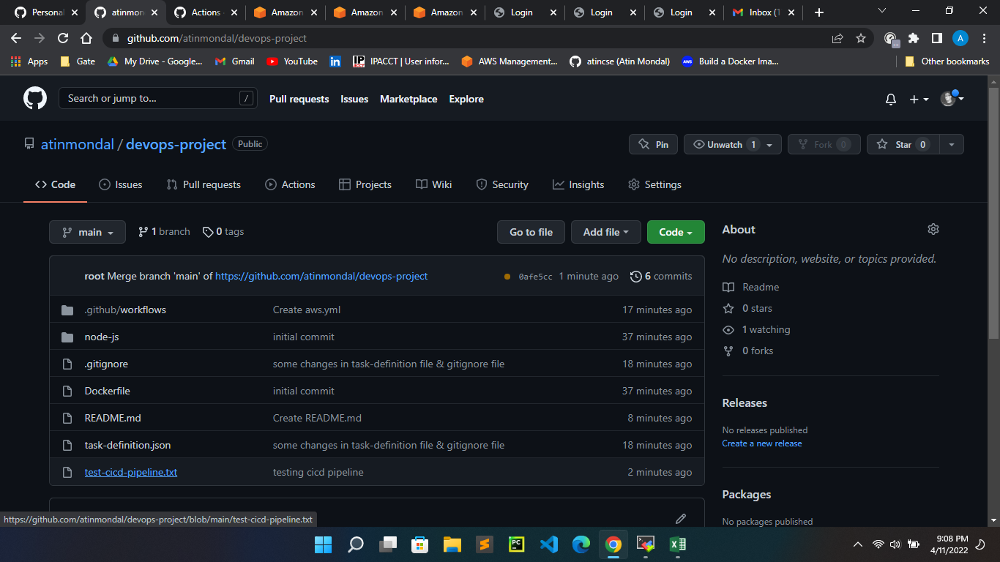 Personal
atinmon
Actions -
Amazon
Amazon
Amazon
Login
Login
Login
Inbox (1
github.com/atinmondal/devops-project
A
Apps
Gate
My Drive - Google...
Gmail
YouTube
IPACCT | User infor...
AWS Management...
atincse (Atin Mondal)
Build a Docker Ima...
Other bookmarks
Search or jump to...
/
Pull requests
Issues
Marketplace
Explore
atinmondal / devops-project
Public
Pin
Unwatch 1
Fork 0
Star 0
Code
Issues
Pull requests
Actions
Projects
Wiki
Security
Insights
Settings
main
1 branch
0 tags
Go to file
Add file
Code
root Merge branch 'main' of https://github.com/atinmondal/devops-project
0afe5cc 1 minute ago
6 commits
.github/workflows
Create aws.yml
17 minutes ago
node-js
initial commit
37 minutes ago
.gitignore
some changes in task-definition file & gitignore file
18 minutes ago
Dockerfile
initial commit
37 minutes ago
README.md
Create README.md
8 minutes ago
task-definition.json
some changes in task-definition file & gitignore file
18 minutes ago
test-cicd-pipeline.txt
testing cicd pipeline
2 minutes ago
About
No description, website, or topics provided.
Readme
0 stars
1 watching
0 forks
Releases
No releases published
Create a new release
Packages
No packages published
https://github.com/atinmondal/devops-project/blob/main/test-cicd-pipeline.txt
9:08 PM
4/11/2022